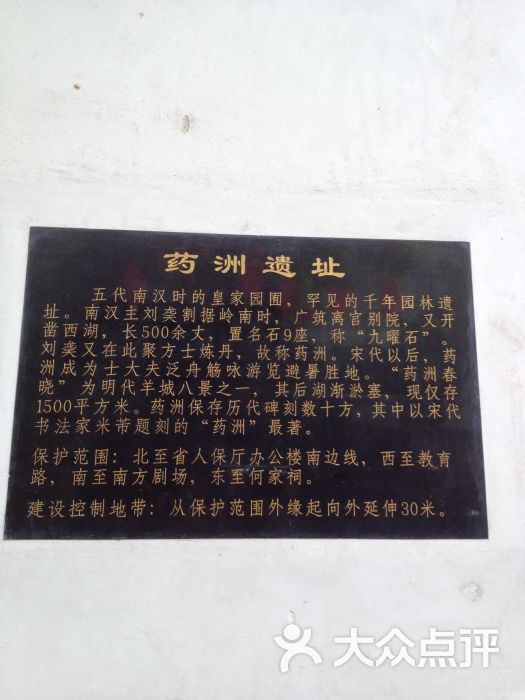 药洲遗址
五代南汉时的皇家园囿，罕见的千年园林遗
址。南汉主刘龑割据岭南时，广筑离宫别院，又开
凿西湖，长500余丈，置名石9座，称“九曜石”。
刘龑又在此聚方士炼丹，故称药洲。宋代以后，药
洲成为士大夫泛舟觞咏游览避暑胜地。“药洲春
晓”为明代羊城八景之一，其后湖渐淤塞，现仅存
1500平方米。药洲保存历代碑刻数十方，其中以宋代
书法家米芾题刻的“药洲”最著。
保护范围：北至省人保厅办公楼南边线，西至教育
路，南至南方剧场，东至何家祠。
建设控制地带：从保护范围外缘起向外延伸30米。
大众点评